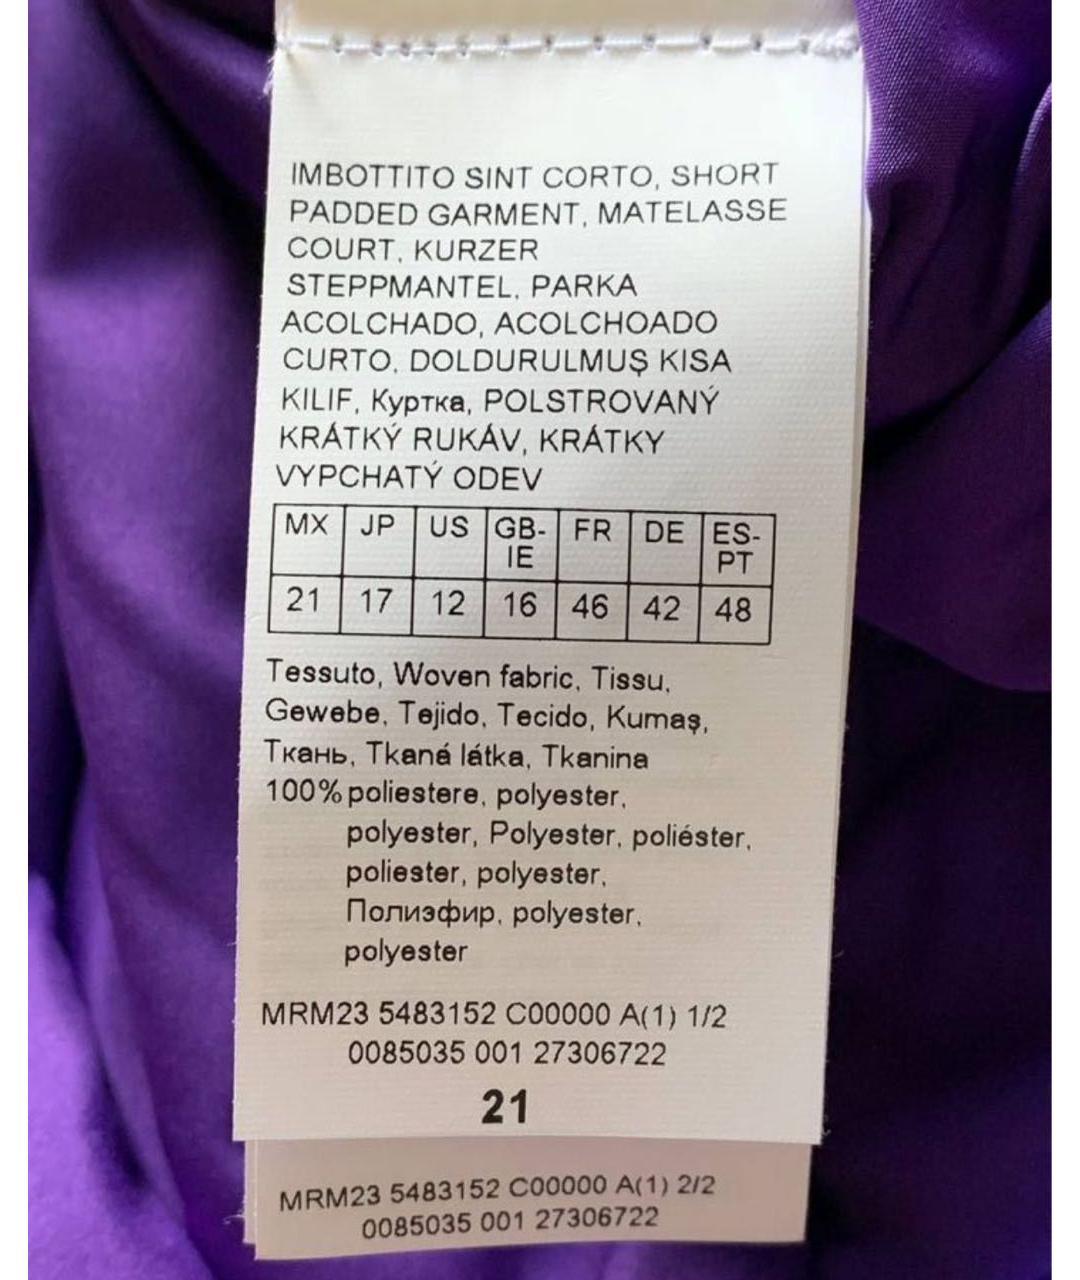 IMBOTTITO SINT CORTO, SHORT
PADDED GARMENT, MATELASSE
COURT, KURZER
STEPPMANTEL, PARKA
ACOLCHADO, ACOLCHOADO
CURTO, DOLDURULMUŞ KISA
KILIF, Куртка, POLSTROVANÝ
KRÁTKÝ RUKÁV, KRÁTKY
VYPCHATÝ ODEV
MX JP US GB-IE FR DE ES-PT
21 17 12 16 46 42 48
Tessuto, Woven fabric, Tissu,
Gewebe, Tejido, Tecido, Kumaş,
Ткань, Tkaná látka, Tkanina
100% poliestere, polyester,
polyester, Polyester, poliéster,
poliester, polyester,
Полиэфир, polyester,
polyester
MRM23 5483152 C00000 A(1) 1/2
0085035 001 27306722
21
MRM23 5483152 C00000 A(1) 2/2
0085035 001 27306722